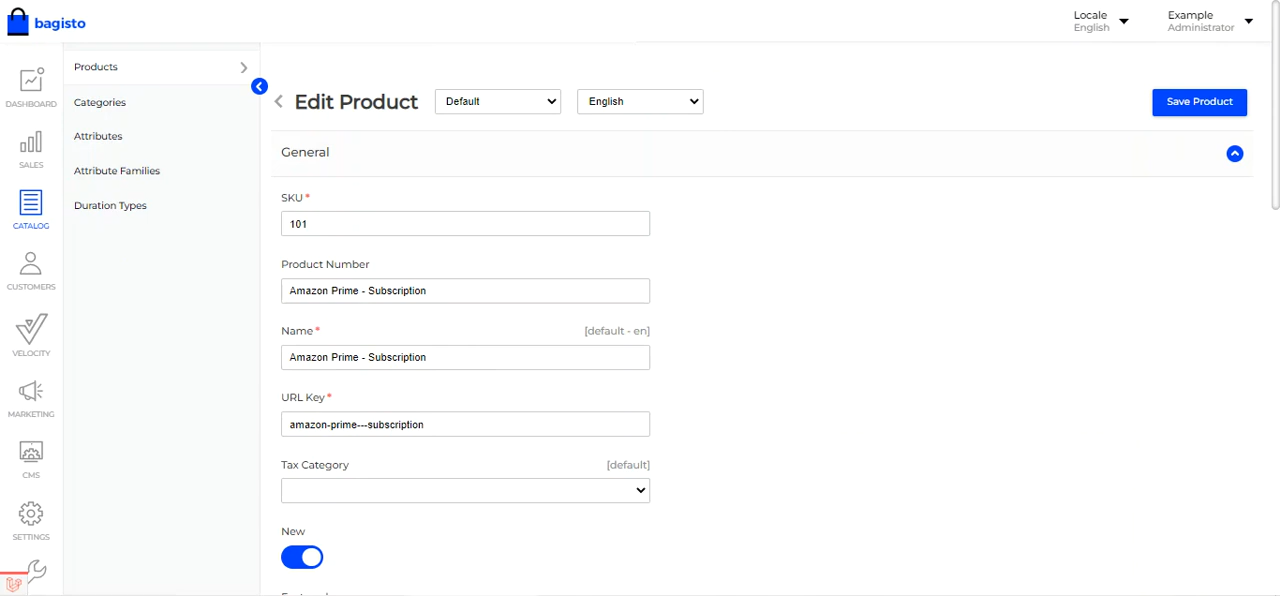 bagisto
Locale
English
Example
Administrator
DASHBOARD
SALES
CATALOG
CUSTOMERS
VELOCITY
MARKETING
CMS
SETTINGS
Products
Categories
Attributes
Attribute Families
Duration Types
Edit Product
Default
English
Save Product
General
SKU *
101
Product Number
Amazon Prime - Subscription
Name * [default - en]
Amazon Prime - Subscription
URL Key *
amazon-prime---subscription
Tax Category [default]
New